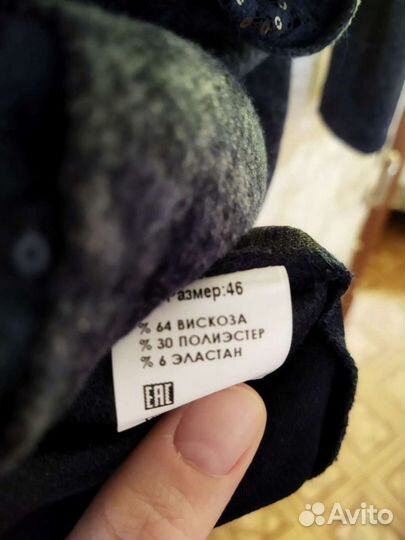 азмер:46
% 64 ВИСКОЗА
% 30 ПОЛИЭСТЕР
% 6 ЭЛАСТАН
EAC
Avito